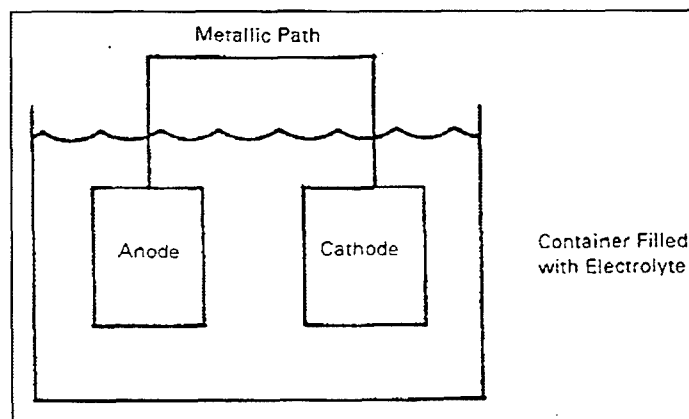 Metallic Path
Anode
Cathode
Container Filled
with Electrolyte